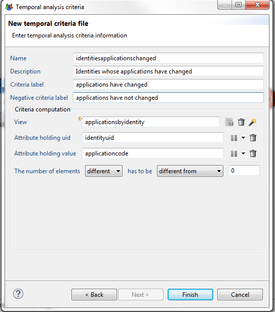 Temporal analysis criteria
New temporal criteria file
Enter temporal analysis criteria information
Name identitiesapplicationschanged
Description Identities whose applications have changed
Criteria label applications have changed
Negative criteria label applications have not changed
Criteria computation
View applicationsbyidentity
Attribute holding uid identityuid
Attribute holding value applicationcode
The number of elements different has to be different from 0
? < Back Next > Finish Cancel